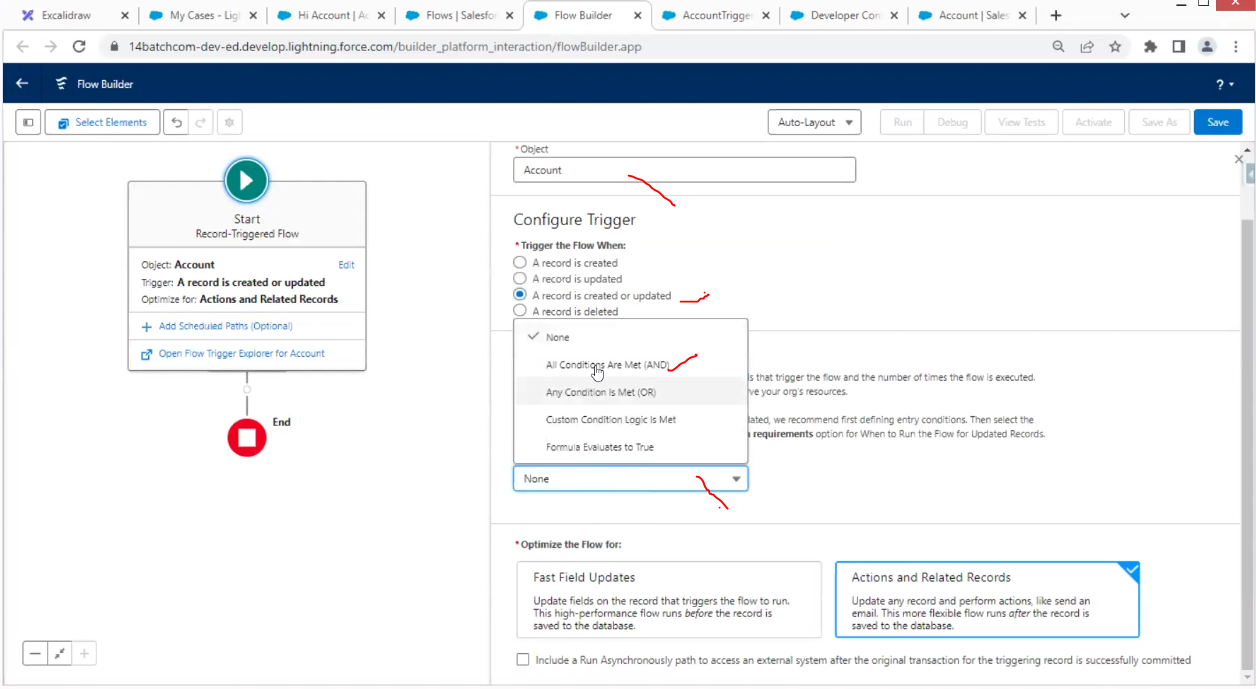 Excalidraw
My Cases - Ligh
Hi Account | Ac
Flows | Salesfor
Flow Builder
AccountTrigger
Developer Con
Account | Sales
14batchcom-dev-ed.develop.lightning.force.com/builder_platform_interaction/flowBuilder.app
Flow Builder
?
Select Elements
Auto-Layout
Run
Debug
View Tests
Activate
Save As
Save
Start
Record-Triggered Flow
Object: Account
Edit
Trigger: A record is created or updated
Optimize for: Actions and Related Records
Add Scheduled Paths (Optional)
Open Flow Trigger Explorer for Account
End
* Object
Account
Configure Trigger
* Trigger the Flow When:
A record is created
A record is updated
A record is created or updated
A record is deleted
None
All Conditions Are Met (AND)
Any Condition Is Met (OR)
Custom Condition Logic Is Met
Formula Evaluates to True
s that trigger the flow and the number of times the flow is executed.
ve your org's resources.
lated, we recommend first defining entry conditions. Then select the
requirements option for When to Run the Flow for Updated Records.
None
* Optimize the Flow for:
Fast Field Updates
Update fields on the record that triggers the flow to run.
This high-performance flow runs before the record is
saved to the database.
Actions and Related Records
Update any record and perform actions, like send an
email. This more flexible flow runs after the record is
saved to the database.
Include a Run Asynchronously path to access an external system after the original transaction for the triggering record is successfully committed